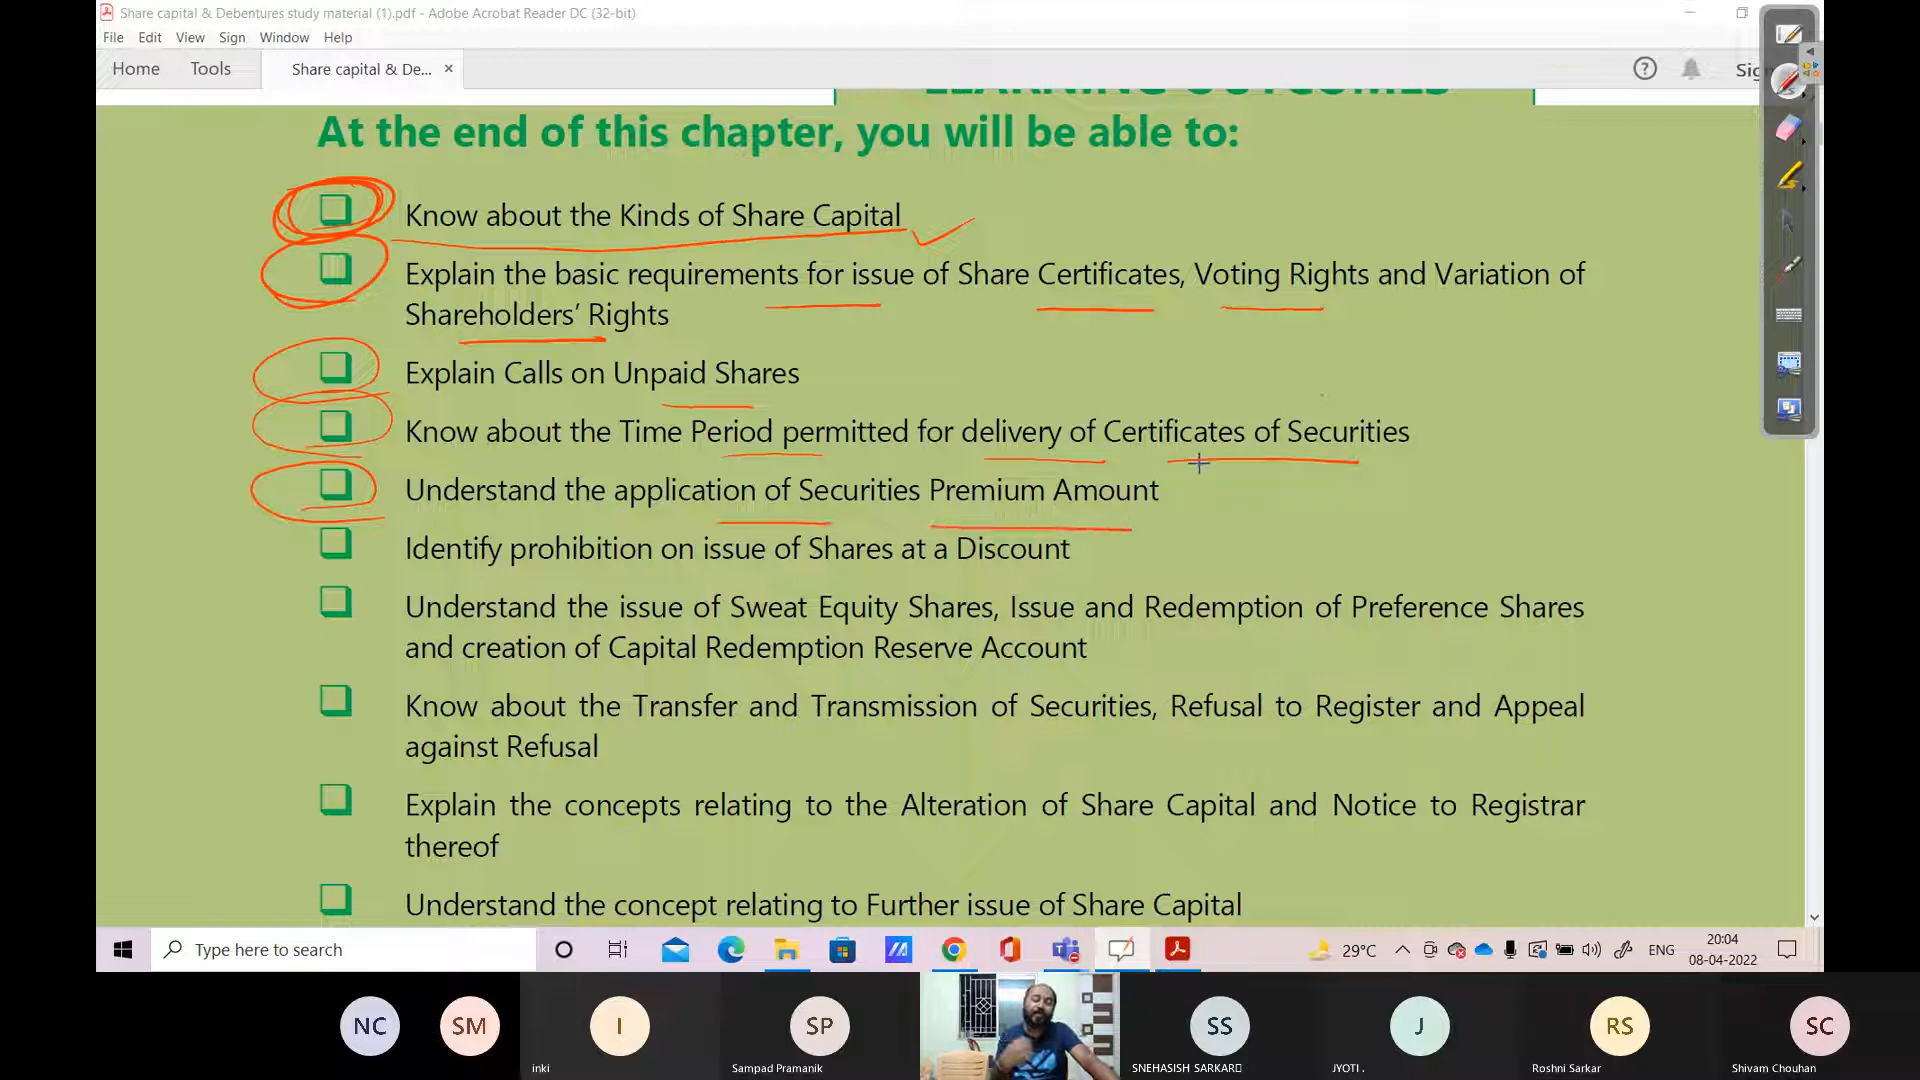 Share capital & Debentures study material (1).pdf - Adobe Acrobat Reader DC (32-bit)
File Edit View Sign Window Help
Home Tools Share capital & De... ×
LEARNING OUTCOMES
At the end of this chapter, you will be able to:
Know about the Kinds of Share Capital
Explain the basic requirements for issue of Share Certificates, Voting Rights and Variation of
Shareholders’ Rights
Explain Calls on Unpaid Shares
Know about the Time Period permitted for delivery of Certificates of Securities
Understand the application of Securities Premium Amount
Identify prohibition on issue of Shares at a Discount
Understand the issue of Sweat Equity Shares, Issue and Redemption of Preference Shares
and creation of Capital Redemption Reserve Account
Know about the Transfer and Transmission of Securities, Refusal to Register and Appeal
against Refusal
Explain the concepts relating to the Alteration of Share Capital and Notice to Registrar
thereof
Understand the concept relating to Further issue of Share Capital
Type here to search
29°C ENG 20:04
08-04-2022
NC SM I SP SS J RS SC
inki Sampad Pramanik SNEHASISH SARKAR JYOTI . Roshni Sarkar Shivam Chouhan